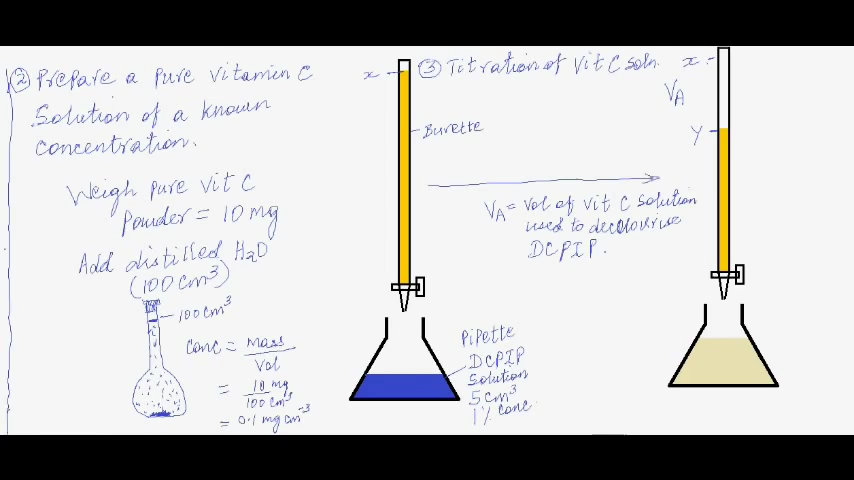 ② Prepare a pure vitamin C
Solution of a known
concentration.
Weigh pure vit C
Powder = 10 mg
Add distilled H₂O
(100 cm³)
100 cm³
Conc = Mass
Vol
= 10 mg
100 cm³
= 0.1 mg cm⁻³
x
③ Titration of Vit C soln.
Burette
VA = Vol of Vit C Solution
used to decolourise
DCPIP.
Pipette
DCPIP
Solution
5 cm³
1% conc
x
VA
Y